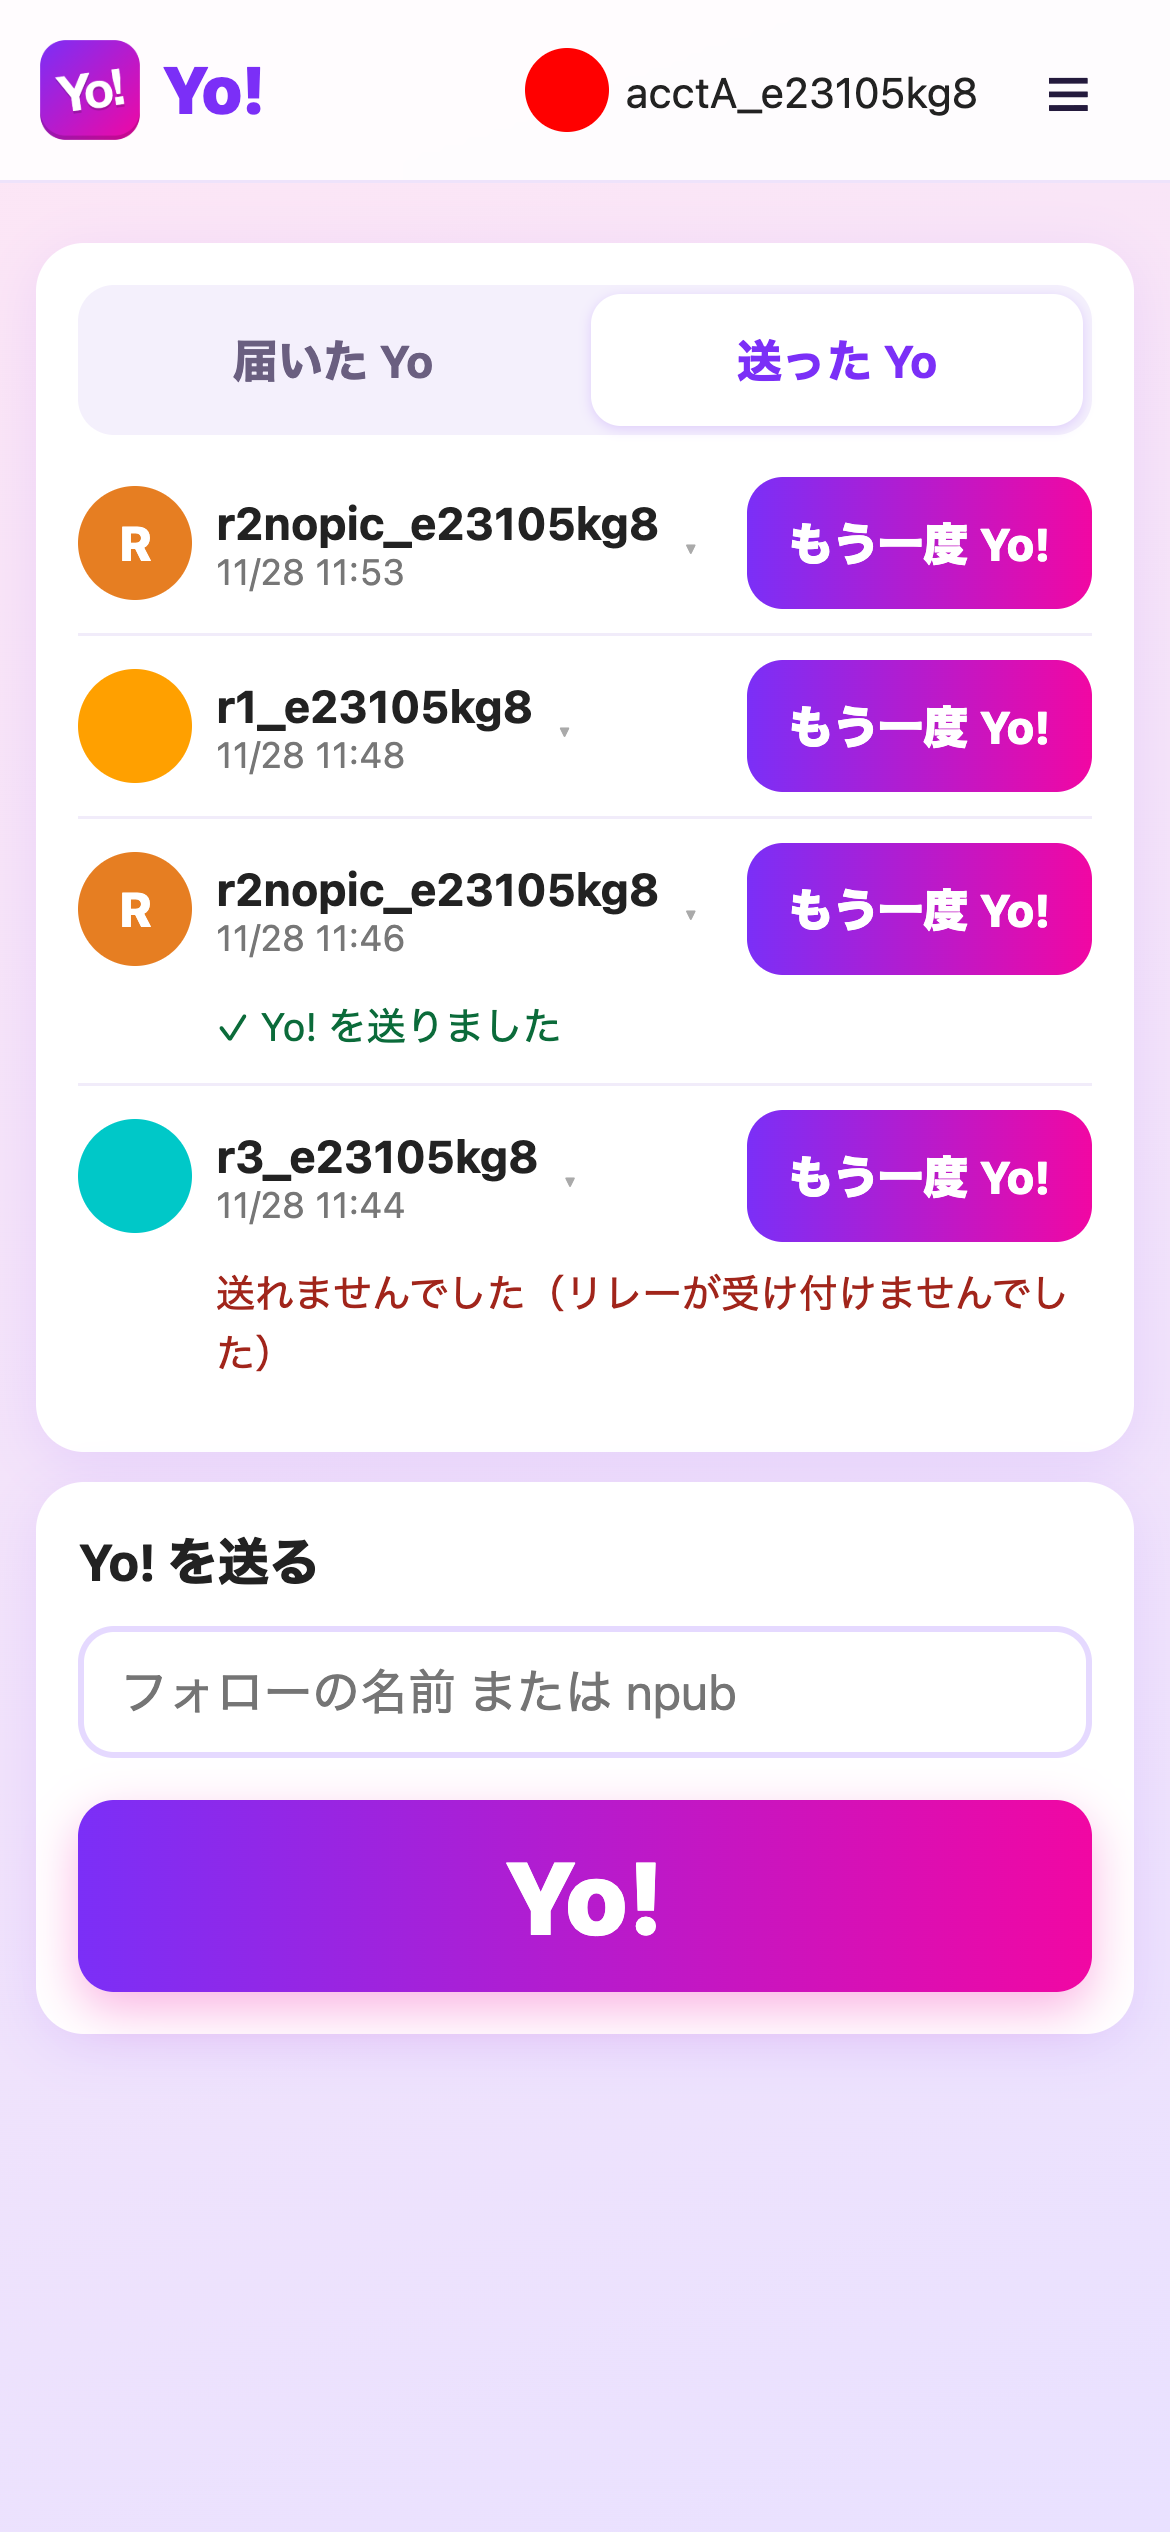 Yo! Yo! acctA_e23105kg8
届いた Yo 送った Yo
R r2nopic_e23105kg8 ▼ もう一度 Yo!
11/28 11:53
r1_e23105kg8 ▼ もう一度 Yo!
11/28 11:48
R r2nopic_e23105kg8 ▼ もう一度 Yo!
11/28 11:46
✓ Yo! を送りました
r3_e23105kg8 ▼ もう一度 Yo!
11/28 11:44
送れませんでした（リレーが受け付けませんでし
た）
Yo! を送る
フォローの名前 または npub
Yo!